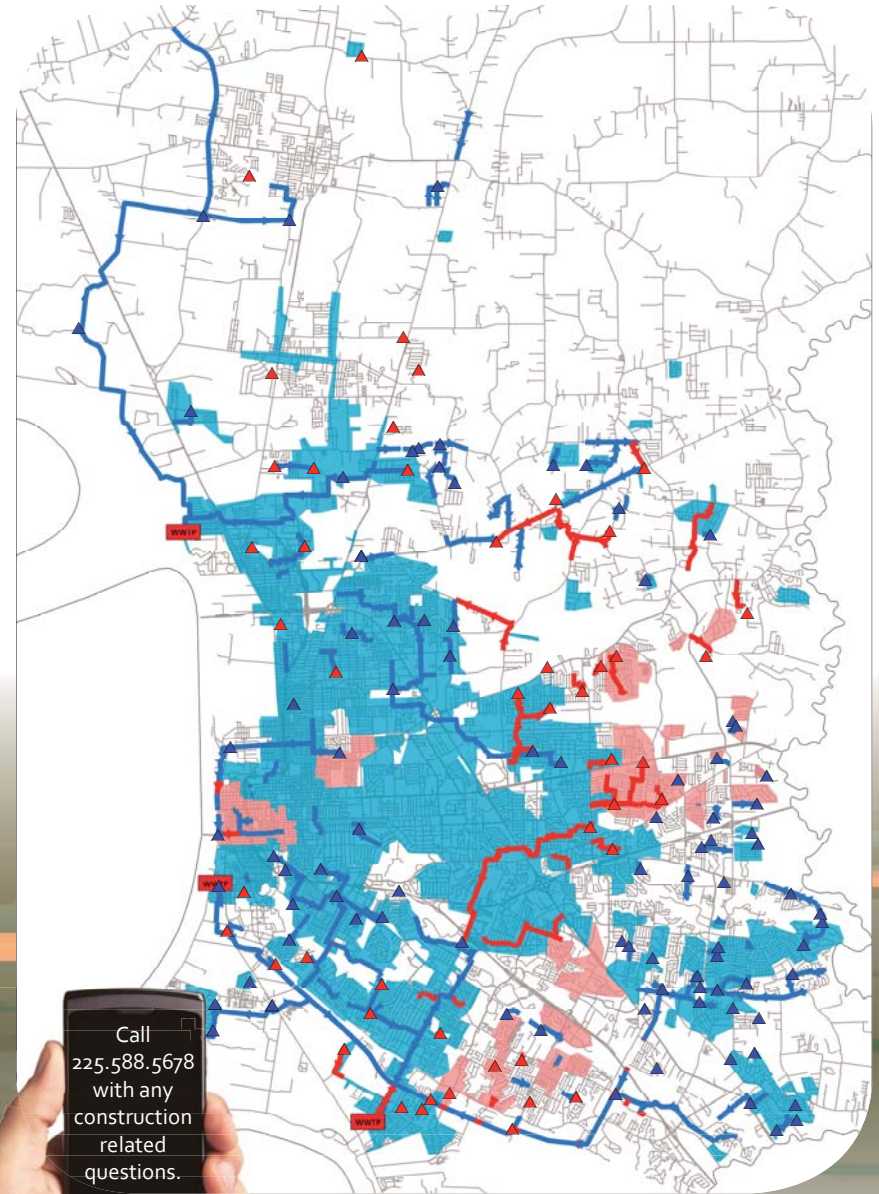 WWTP
WWTP
WWTP
Call
225.588.5678
with any
construction
related
questions.